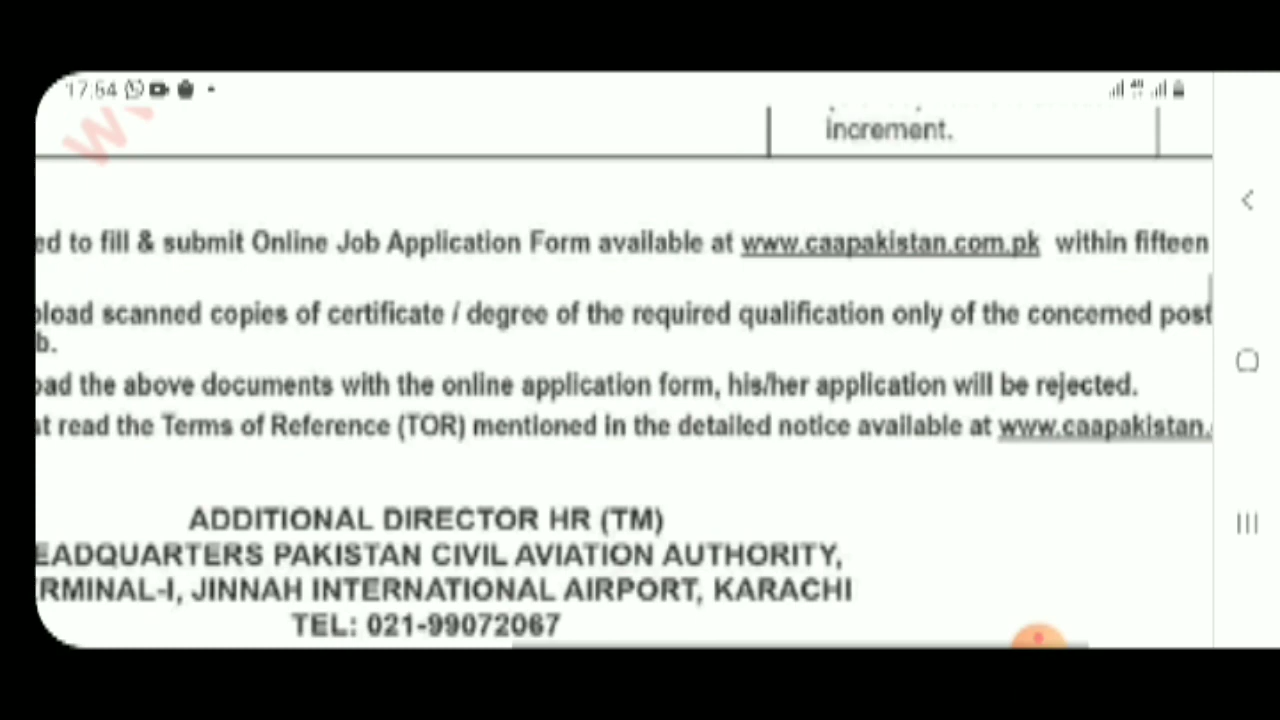 17:54
increment.
ed to fill & submit Online Job Application Form available at www.caapakistan.com.pk within fifteen
pload scanned copies of certificate / degree of the required qualification only of the concerned post
b.
oad the above documents with the online application form, his/her application will be rejected.
st read the Terms of Reference (TOR) mentioned in the detailed notice available at www.caapakistan.
ADDITIONAL DIRECTOR HR (TM)
EADQUARTERS PAKISTAN CIVIL AVIATION AUTHORITY,
ERMINAL-I, JINNAH INTERNATIONAL AIRPORT, KARACHI
TEL: 021-99072067